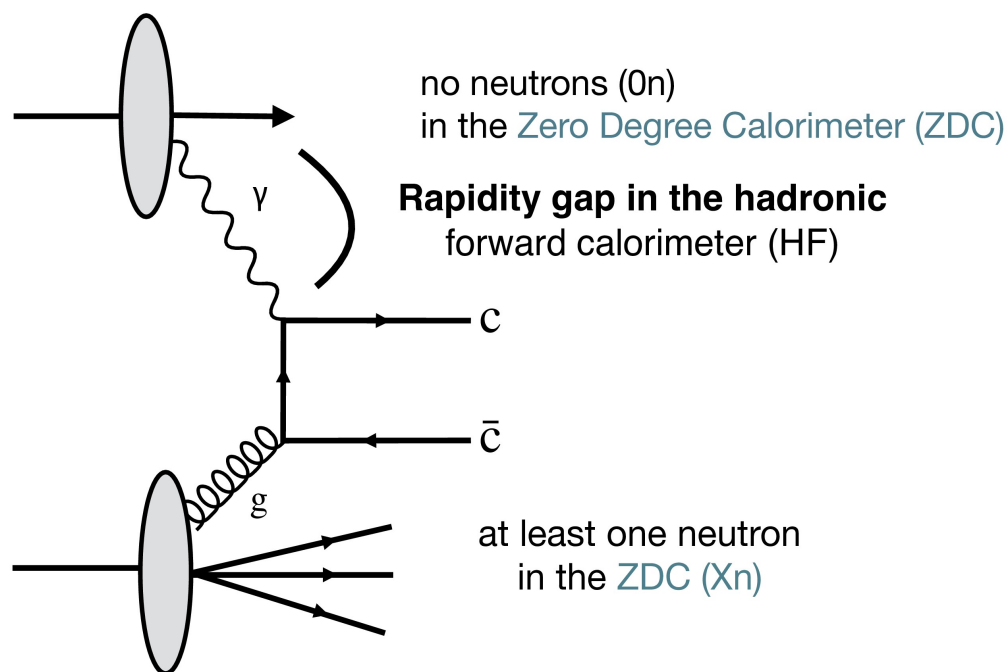 no neutrons (0n)
in the Zero Degree Calorimeter (ZDC)
γ
Rapidity gap in the hadronic
forward calorimeter (HF)
c
c̄
g
at least one neutron
in the ZDC (Xn)